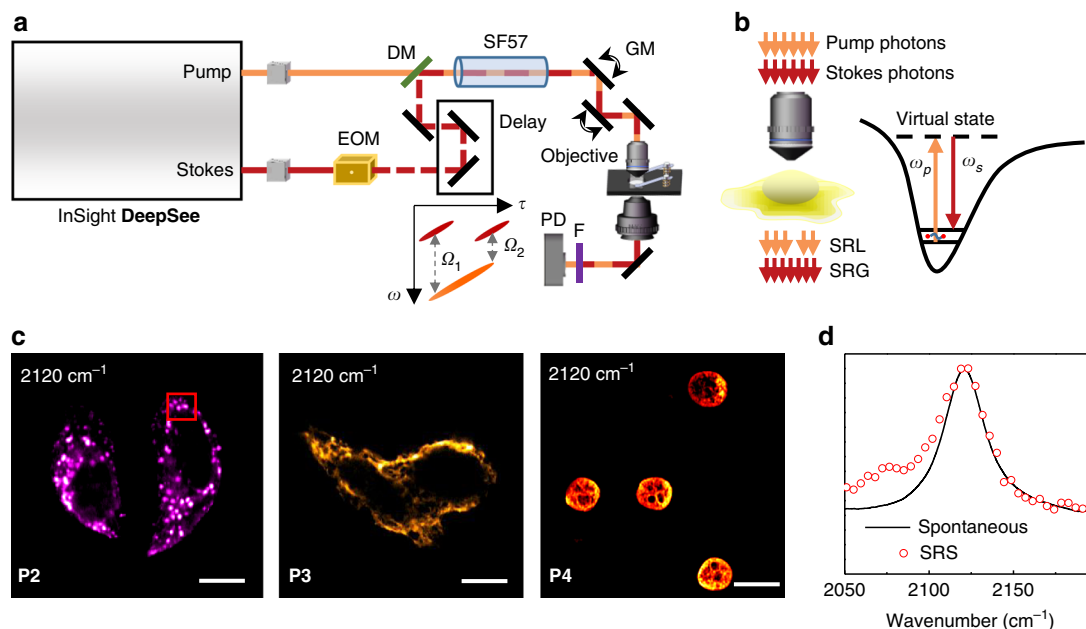 a
Pump
DM
SF57
GM
EOM
Delay
Stokes
Objective
InSight DeepSee
τ
Ω1
Ω2
ω
PD
F
b
Pump photons
Stokes photons
Virtual state
ωp
ωs
SRL
SRG
c
2120 cm−1
P2
2120 cm−1
P3
2120 cm−1
P4
d
Spontaneous
SRS
2050 2100 2150
Wavenumber (cm−1)